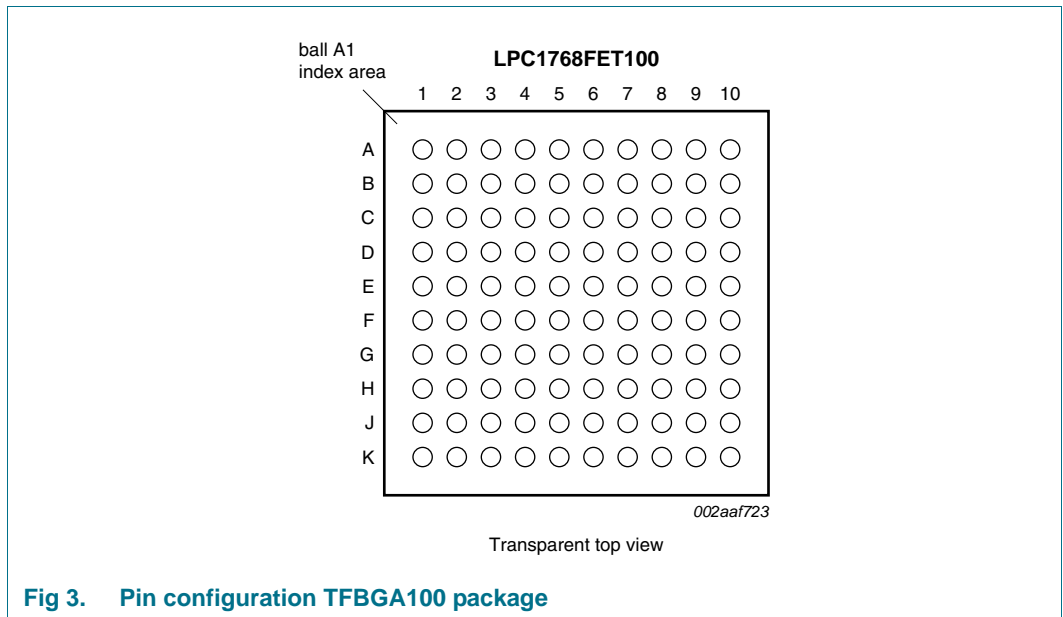 ball A1
index area
LPC1768FET100
1 2 3 4 5 6 7 8 9 10
A
B
C
D
E
F
G
H
J
K
002aaf723
Transparent top view
Fig 3. Pin configuration TFBGA100 package